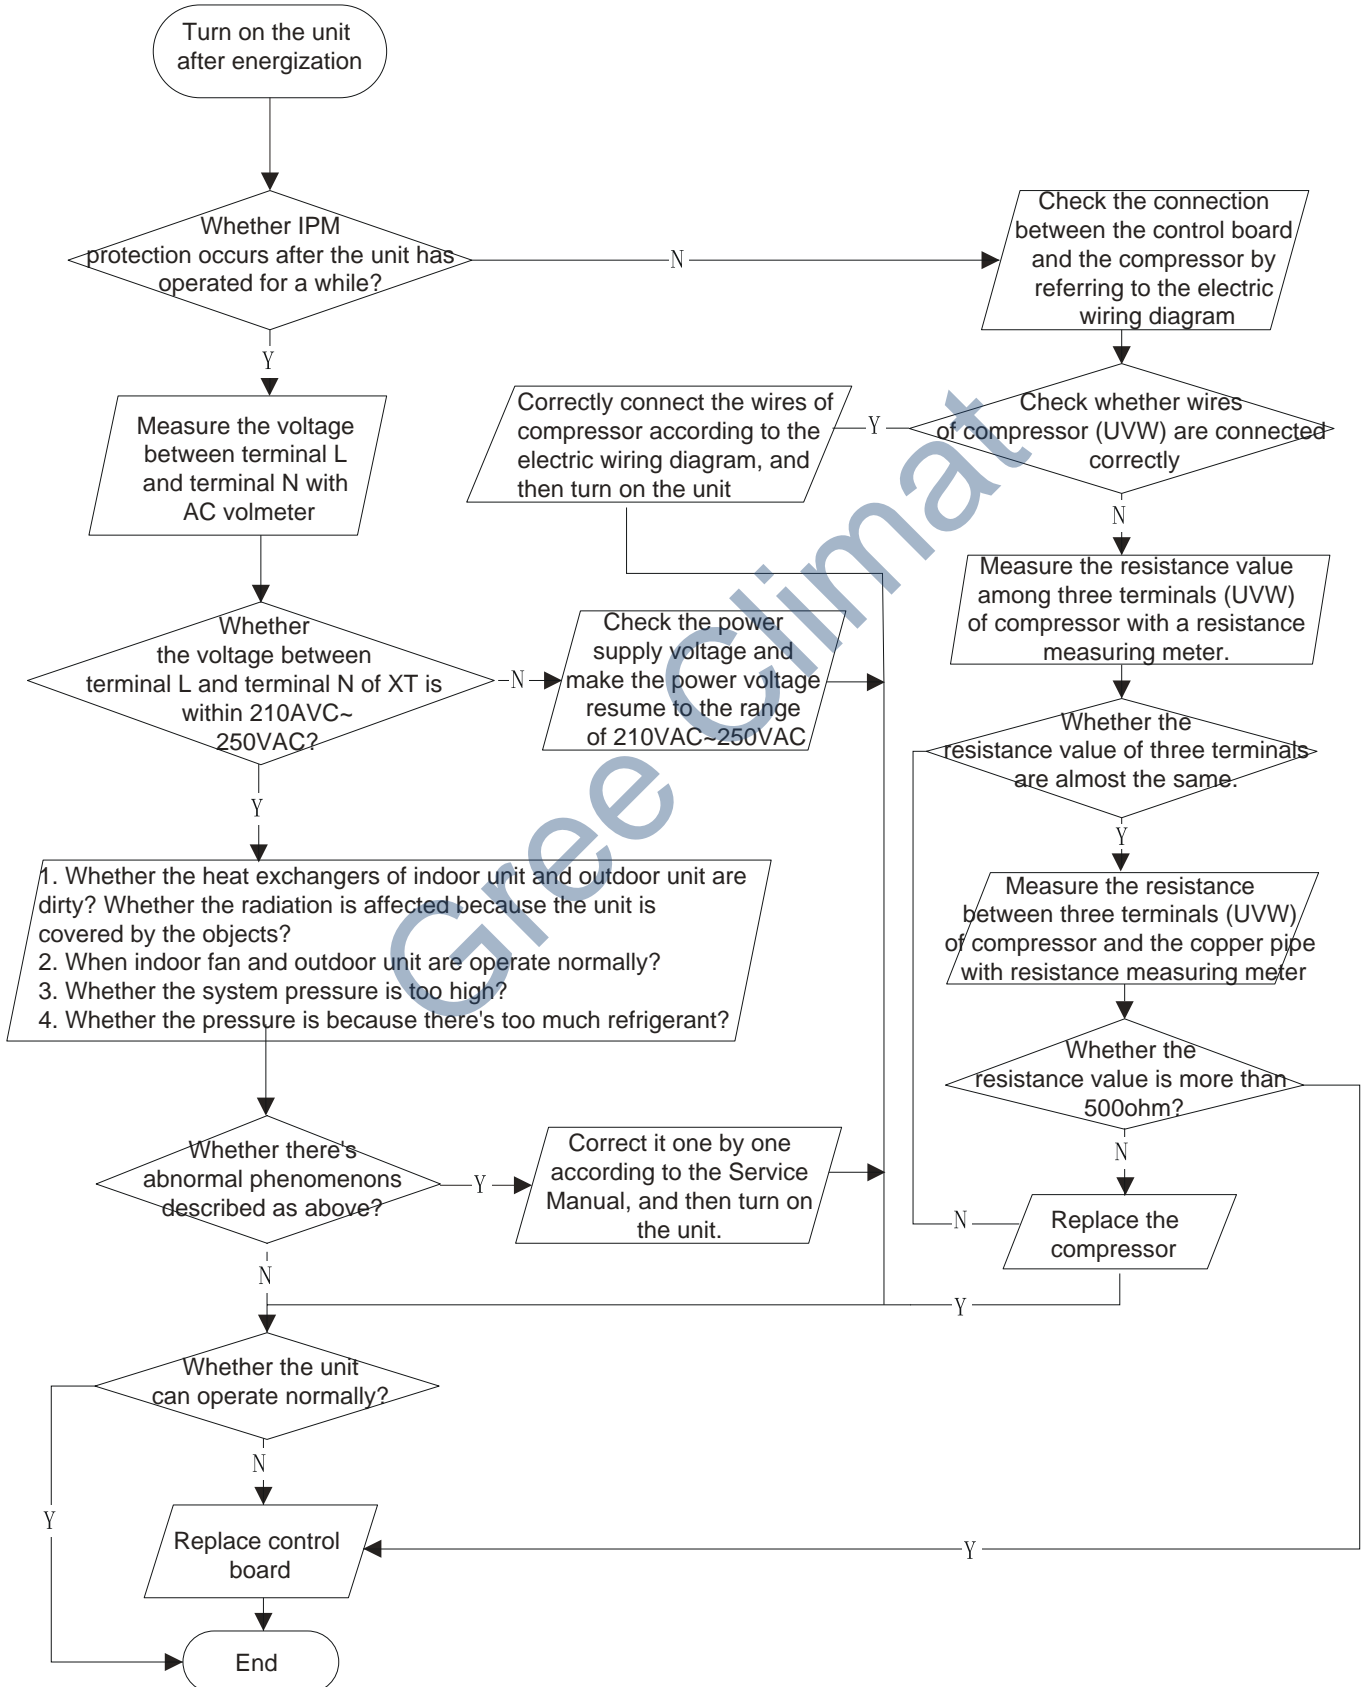 Turn on the unit
after energization
Whether IPM
protection occurs after the unit has
operated for a while?
N
Check the connection
between the control board
and the compressor by
referring to the electric
wiring diagram
Y
Measure the voltage
between terminal L
and terminal N with
AC volmeter
Correctly connect the wires of
compressor according to the
electric wiring diagram, and
then turn on the unit
Y
Check whether wires
of compressor (UVW) are connected
correctly
N
Measure the resistance value
among three terminals (UVW)
of compressor with a resistance
measuring meter.
Whether
the voltage between
terminal L and terminal N of XT is
within 210AVC~
250VAC?
N
Check the power
supply voltage and
make the power voltage
resume to the range
of 210VAC~250VAC
Whether the
resistance value of three terminals
are almost the same.
Y
Y
1. Whether the heat exchangers of indoor unit and outdoor unit are
dirty? Whether the radiation is affected because the unit is
covered by the objects?
2. When indoor fan and outdoor unit are operate normally?
3. Whether the system pressure is too high?
4. Whether the pressure is because there's too much refrigerant?
Measure the resistance
between three terminals (UVW)
of compressor and the copper pipe
with resistance measuring meter
Whether the
resistance value is more than
500ohm?
N
Whether there's
abnormal phenomenons
described as above?
Y
Correct it one by one
according to the Service
Manual, and then turn on
the unit.
N
Replace the
compressor
N
Y
Whether the unit
can operate normally?
N
Y
Replace control
board
Y
End
Gree Climat